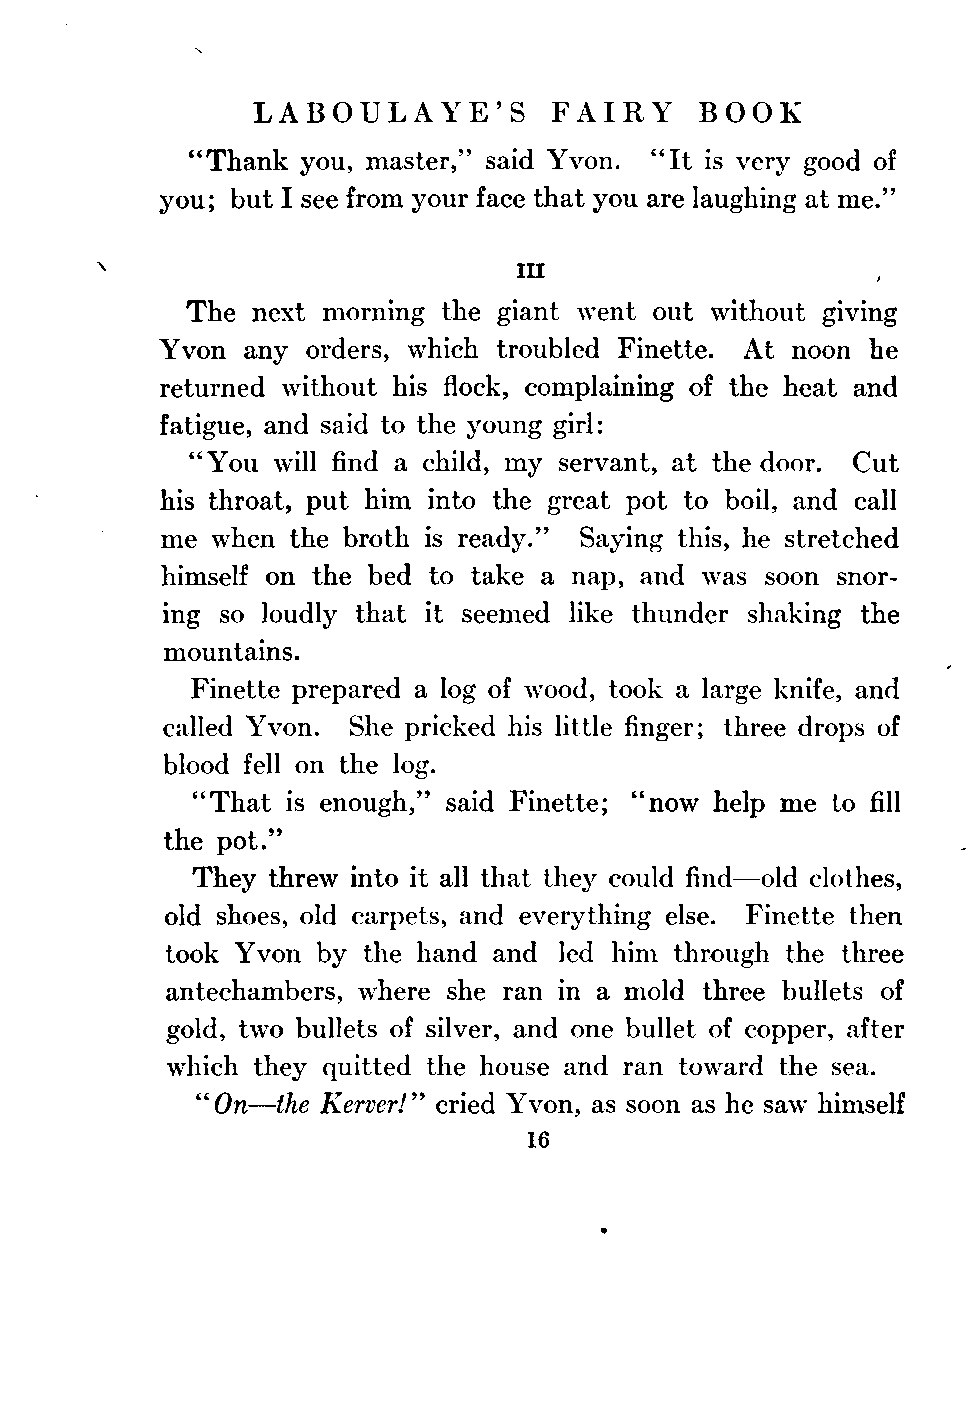 LABOULAYE'S FAIRY BOOK
“Thank you, master,” said Yvon. “It is very good of
you; but I see from your face that you are laughing at me.”
III
The next morning the giant went out without giving
Yvon any orders, which troubled Finette. At noon he
returned without his flock, complaining of the heat and
fatigue, and said to the young girl:
“You will find a child, my servant, at the door. Cut
his throat, put him into the great pot to boil, and call
me when the broth is ready.” Saying this, he stretched
himself on the bed to take a nap, and was soon snor-
ing so loudly that it seemed like thunder shaking the
mountains.
Finette prepared a log of wood, took a large knife, and
called Yvon. She pricked his little finger; three drops of
blood fell on the log.
“That is enough,” said Finette; “now help me to fill
the pot.”
They threw into it all that they could find—old clothes,
old shoes, old carpets, and everything else. Finette then
took Yvon by the hand and led him through the three
antechambers, where she ran in a mold three bullets of
gold, two bullets of silver, and one bullet of copper, after
which they quitted the house and ran toward the sea.
“On—the Kerver!” cried Yvon, as soon as he saw himself
16